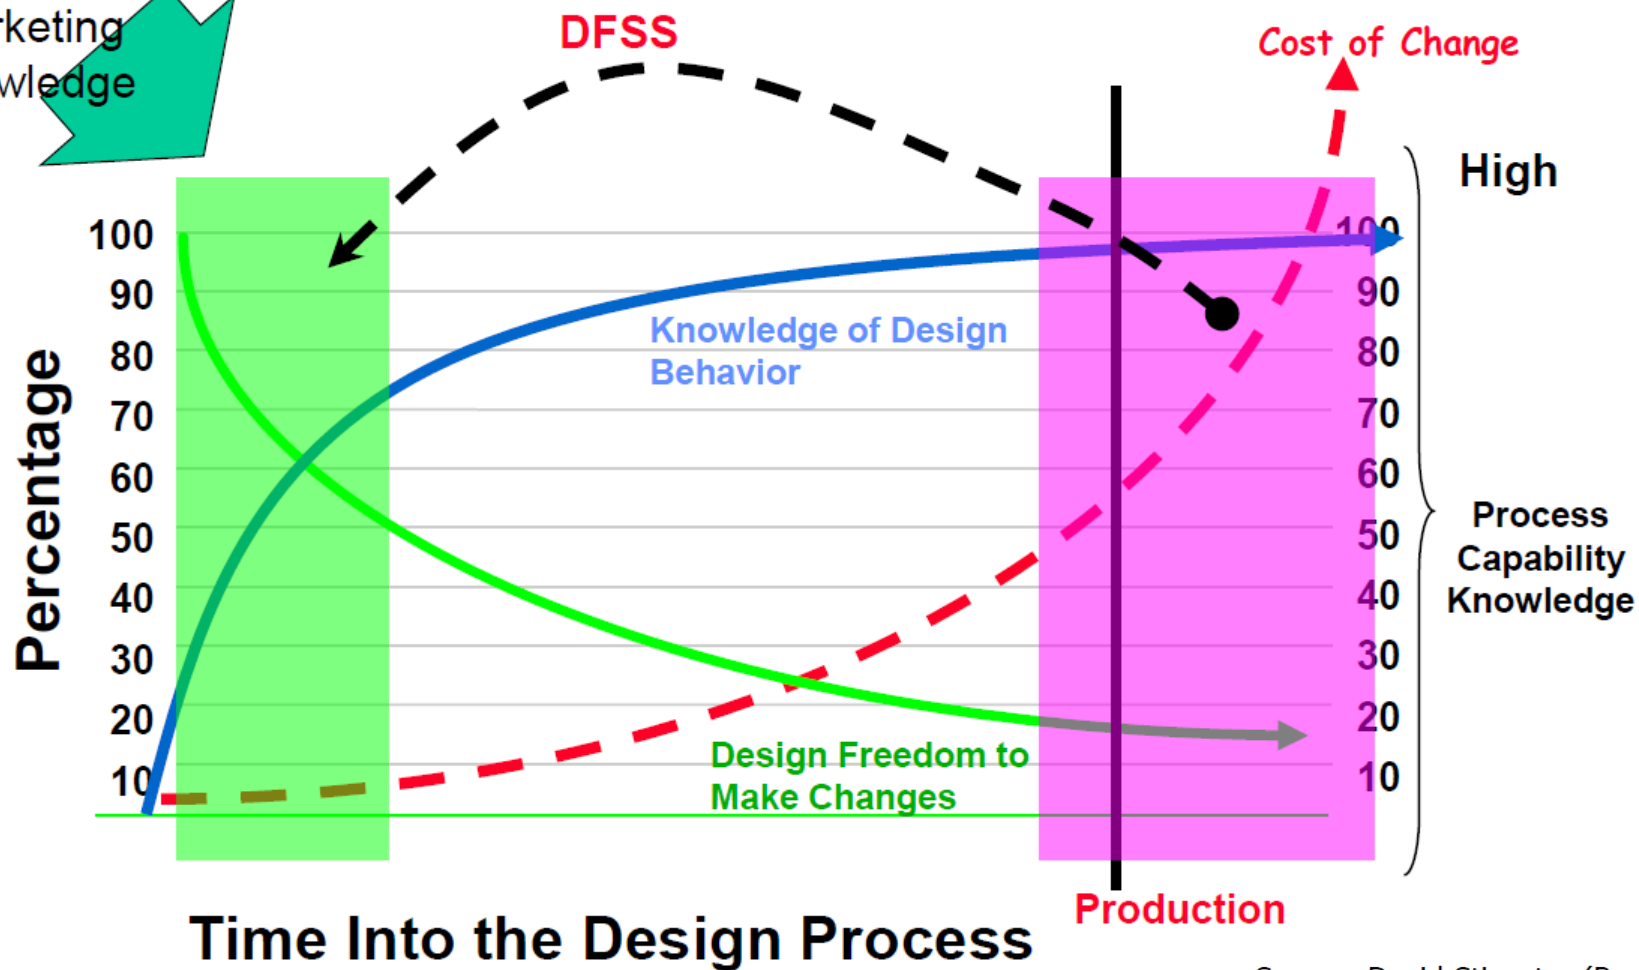 rketing
wledge
DFSS
Cost of Change
High
100
90
80
70
60
50
40
30
20
10
Percentage
Knowledge of Design
Behavior
Design Freedom to
Make Changes
100
90
80
70
60
50
40
30
20
10
Process
Capability
Knowledge
Production
Time Into the Design Process